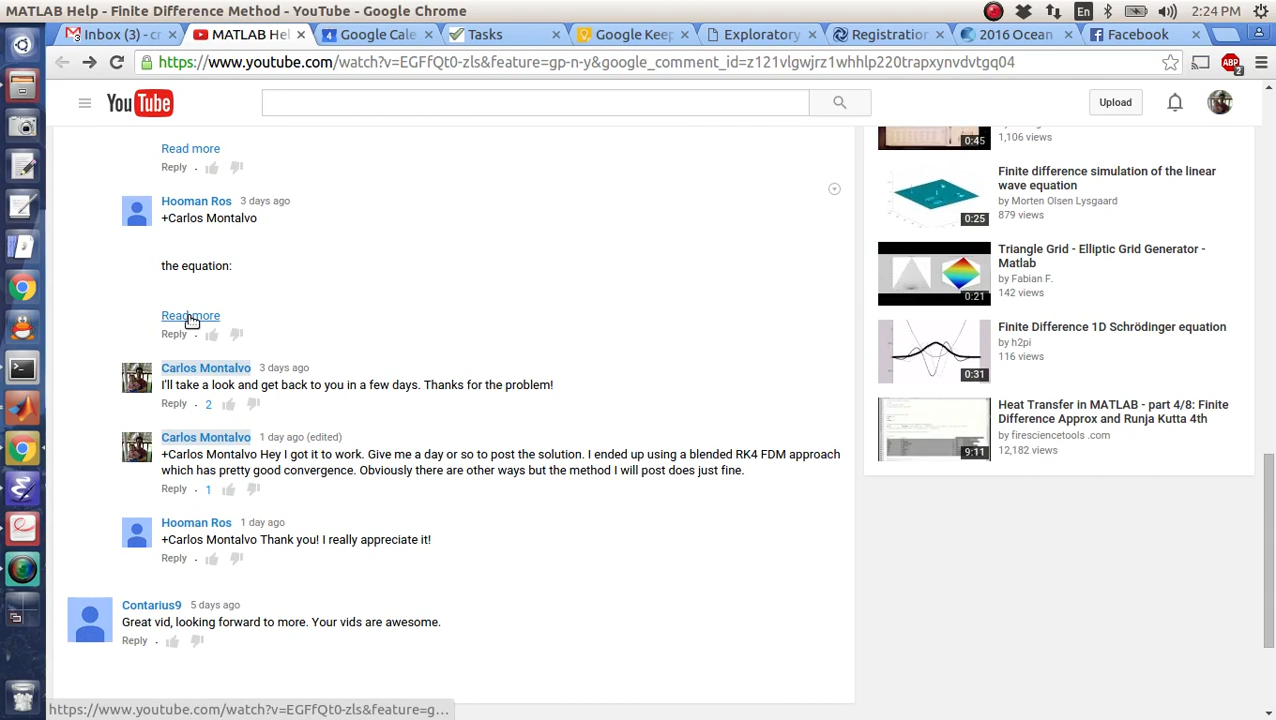 MATLAB Help - Finite Difference Method - YouTube - Google Chrome
En
2:24 PM
Inbox (3) - cr
MATLAB Hel
Google Cale
Tasks
Google Keep
Exploratory
Registration
2016 Ocean
Facebook
https://www.youtube.com/watch?v=EGFfQt0-zls&feature=gp-n-y&google_comment_id=z121vlgwjrz1whhlp220trapxynvdvtgq04
ABP
2
YouTube
Upload
Read more
Reply
Hooman Ros 3 days ago
+Carlos Montalvo
the equation:
Read more
Reply
Carlos Montalvo 3 days ago
I'll take a look and get back to you in a few days. Thanks for the problem!
Reply 2
Carlos Montalvo 1 day ago (edited)
+Carlos Montalvo Hey I got it to work. Give me a day or so to post the solution. I ended up using a blended RK4 FDM approach
which has pretty good convergence. Obviously there are other ways but the method I will post does just fine.
Reply 1
Hooman Ros 1 day ago
+Carlos Montalvo Thank you! I really appreciate it!
Reply
Contarius9 5 days ago
Great vid, looking forward to more. Your vids are awesome.
Reply
0:45
1,106 views
0:25
Finite difference simulation of the linear
wave equation
by Morten Olsen Lysgaard
879 views
0:21
Triangle Grid - Elliptic Grid Generator -
Matlab
by Fabian F.
142 views
0:31
Finite Difference 1D Schrödinger equation
by h2pi
116 views
9:11
Heat Transfer in MATLAB - part 4/8: Finite
Difference Approx and Runja Kutta 4th
by firesciencetools .com
12,182 views
https://www.youtube.com/watch?v=EGFfQt0-zls&feature=g...